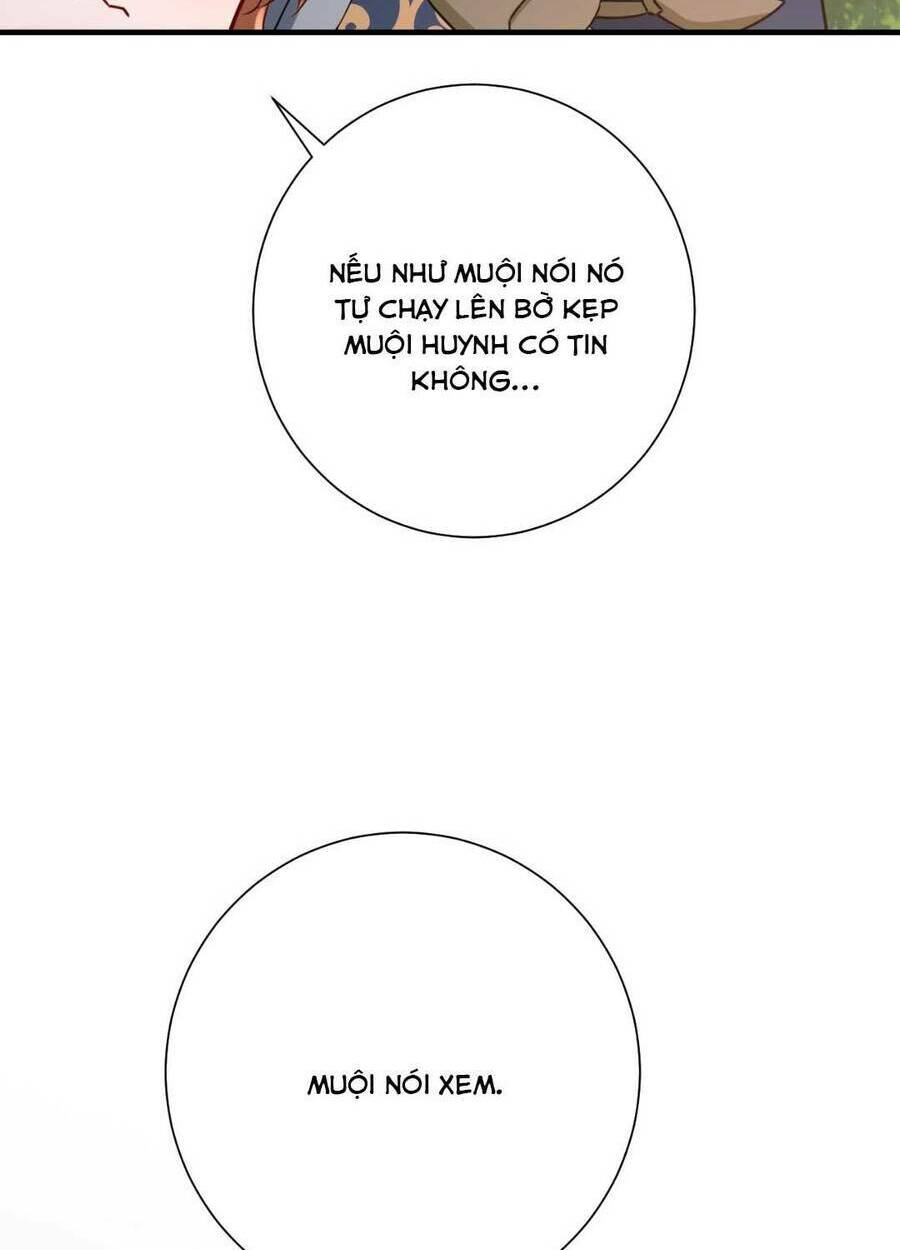 NẾU NHƯ MUỘI NÓI NÓ
TỰ CHẠY LÊN BỜ KẸP
MUỘI HUYNH CÓ TIN
KHÔNG...
MUỘI NÓI XEM.